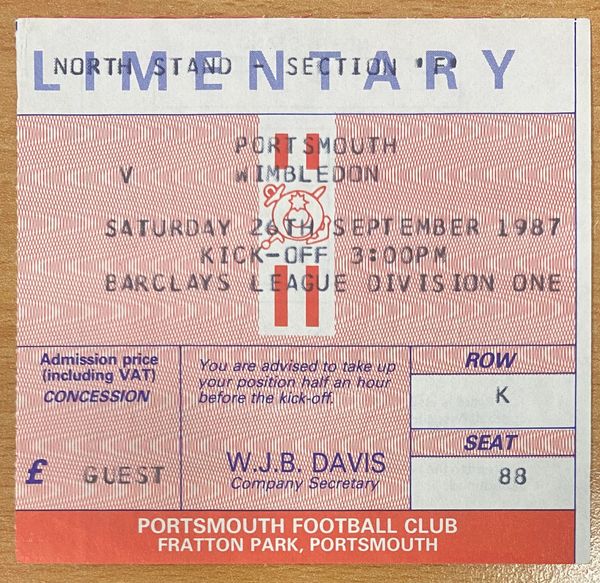 LIMENTARY
NORTH STAND - SECTION 'F'
PORTSMOUTH
V WIMBLEDON
SATURDAY 26TH SEPTEMBER 1987
KICK-OFF 3:00PM
BARCLAYS LEAGUE DIVISION ONE
Admission price
(including VAT)
CONCESSION
£ GUEST
You are advised to take up
your position half an hour
before the kick-off.
W.J.B. DAVIS
Company Secretary
ROW
K
SEAT
88
PORTSMOUTH FOOTBALL CLUB
FRATTON PARK, PORTSMOUTH